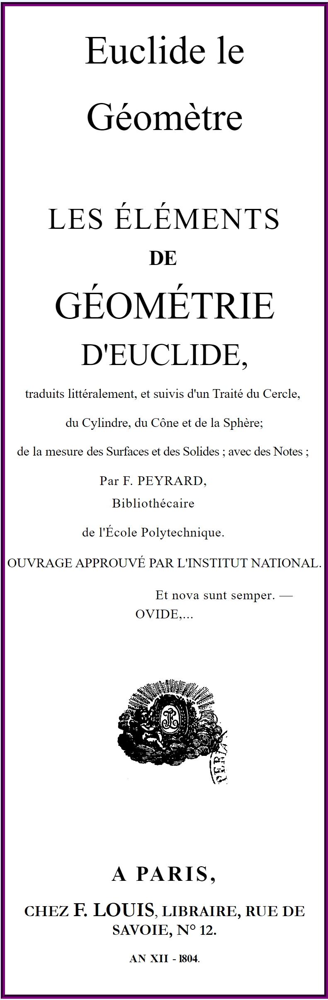 Euclide le
Géomètre
LES ÉLÉMENTS
DE
GÉOMÉTRIE
D'EUCLIDE,
traduits littéralement, et suivis d'un Traité du Cercle,
du Cylindre, du Cône et de la Sphère;
de la mesure des Surfaces et des Solides ; avec des Notes ;
Par F. PEYRARD,
Bibliothécaire
de l'École Polytechnique.
OUVRAGE APPROUVÉ PAR L'INSTITUT NATIONAL.
Et nova sunt semper. —
OVIDE,...
A PARIS,
CHEZ F. LOUIS, LIBRAIRE, RUE DE
SAVOIE, N° 12.
AN XII - l804.